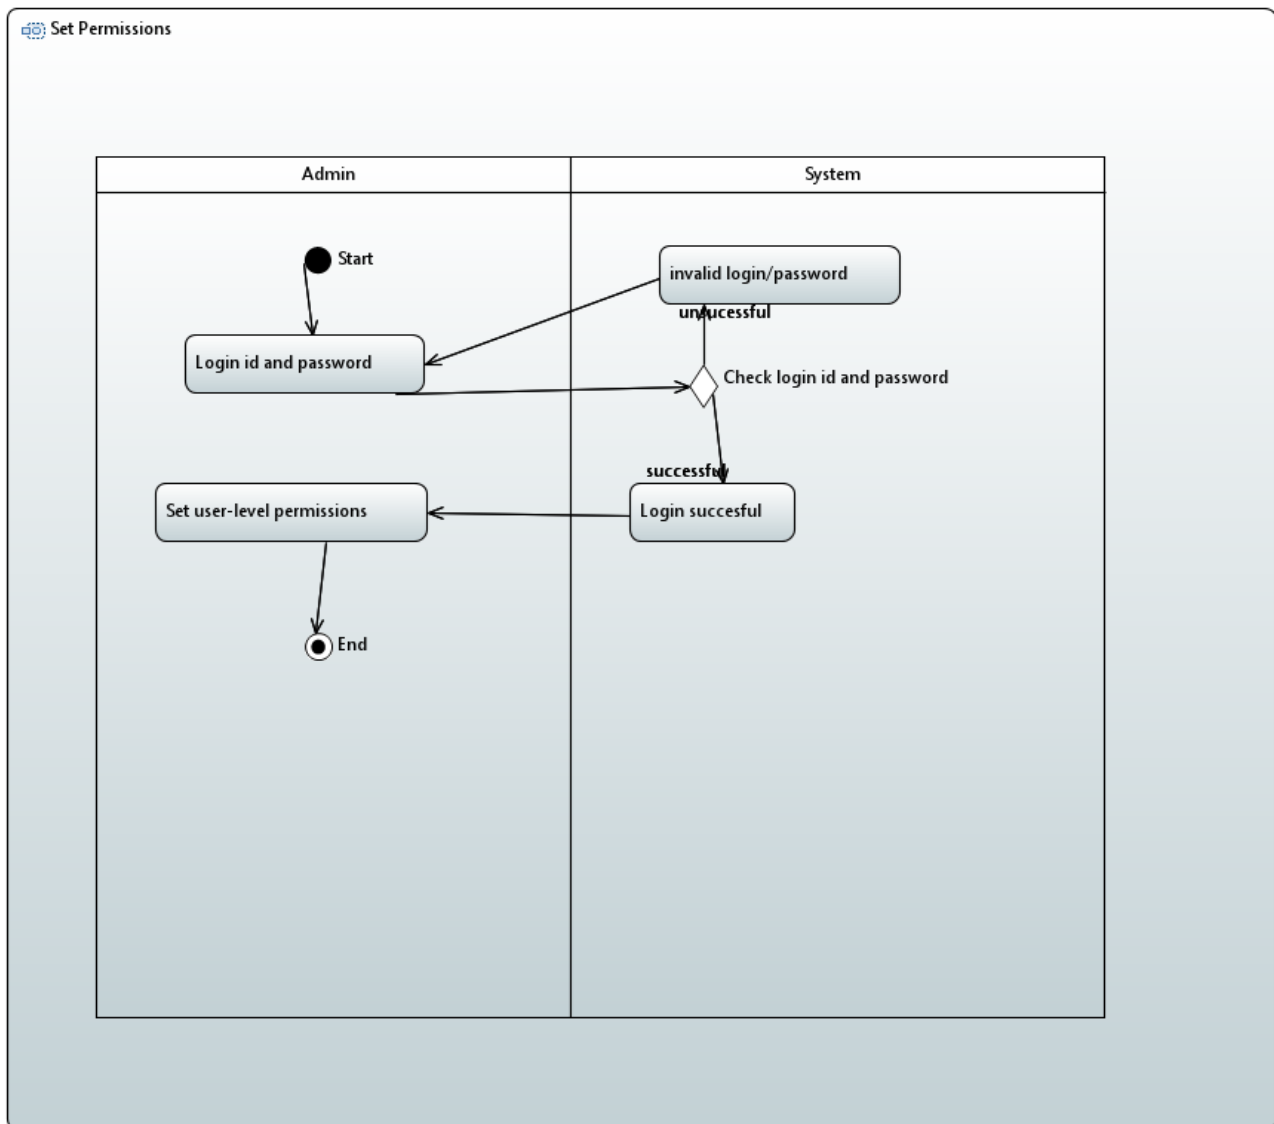 Set Permissions
Admin
System
Start
invalid login/password
unsucessful
Login id and password
Check login id and password
successful
Set user-level permissions
Login succesful
End